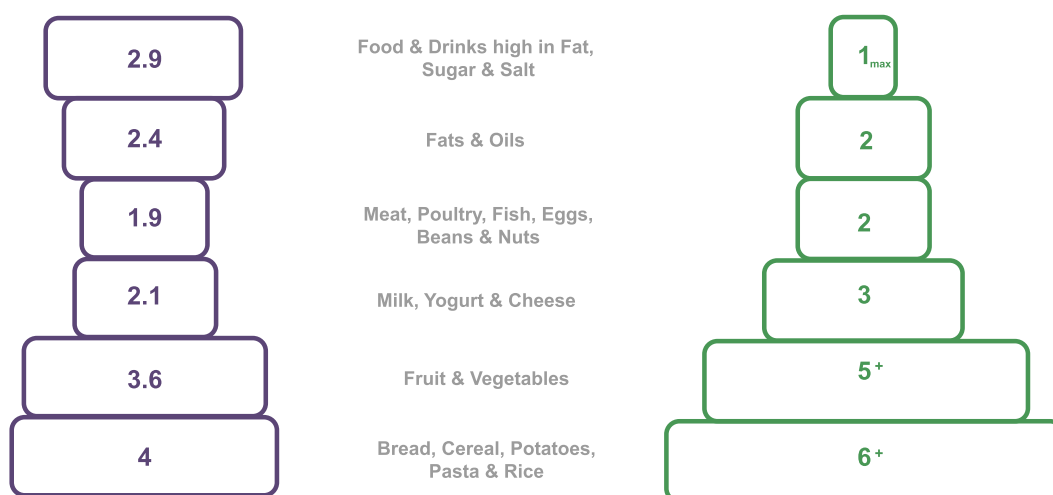 2.9
Food & Drinks high in Fat,
Sugar & Salt
1max
2.4
Fats & Oils
2
1.9
Meat, Poultry, Fish, Eggs,
Beans & Nuts
2
2.1
Milk, Yogurt & Cheese
3
3.6
Fruit & Vegetables
5+
4
Bread, Cereal, Potatoes,
Pasta & Rice
6+